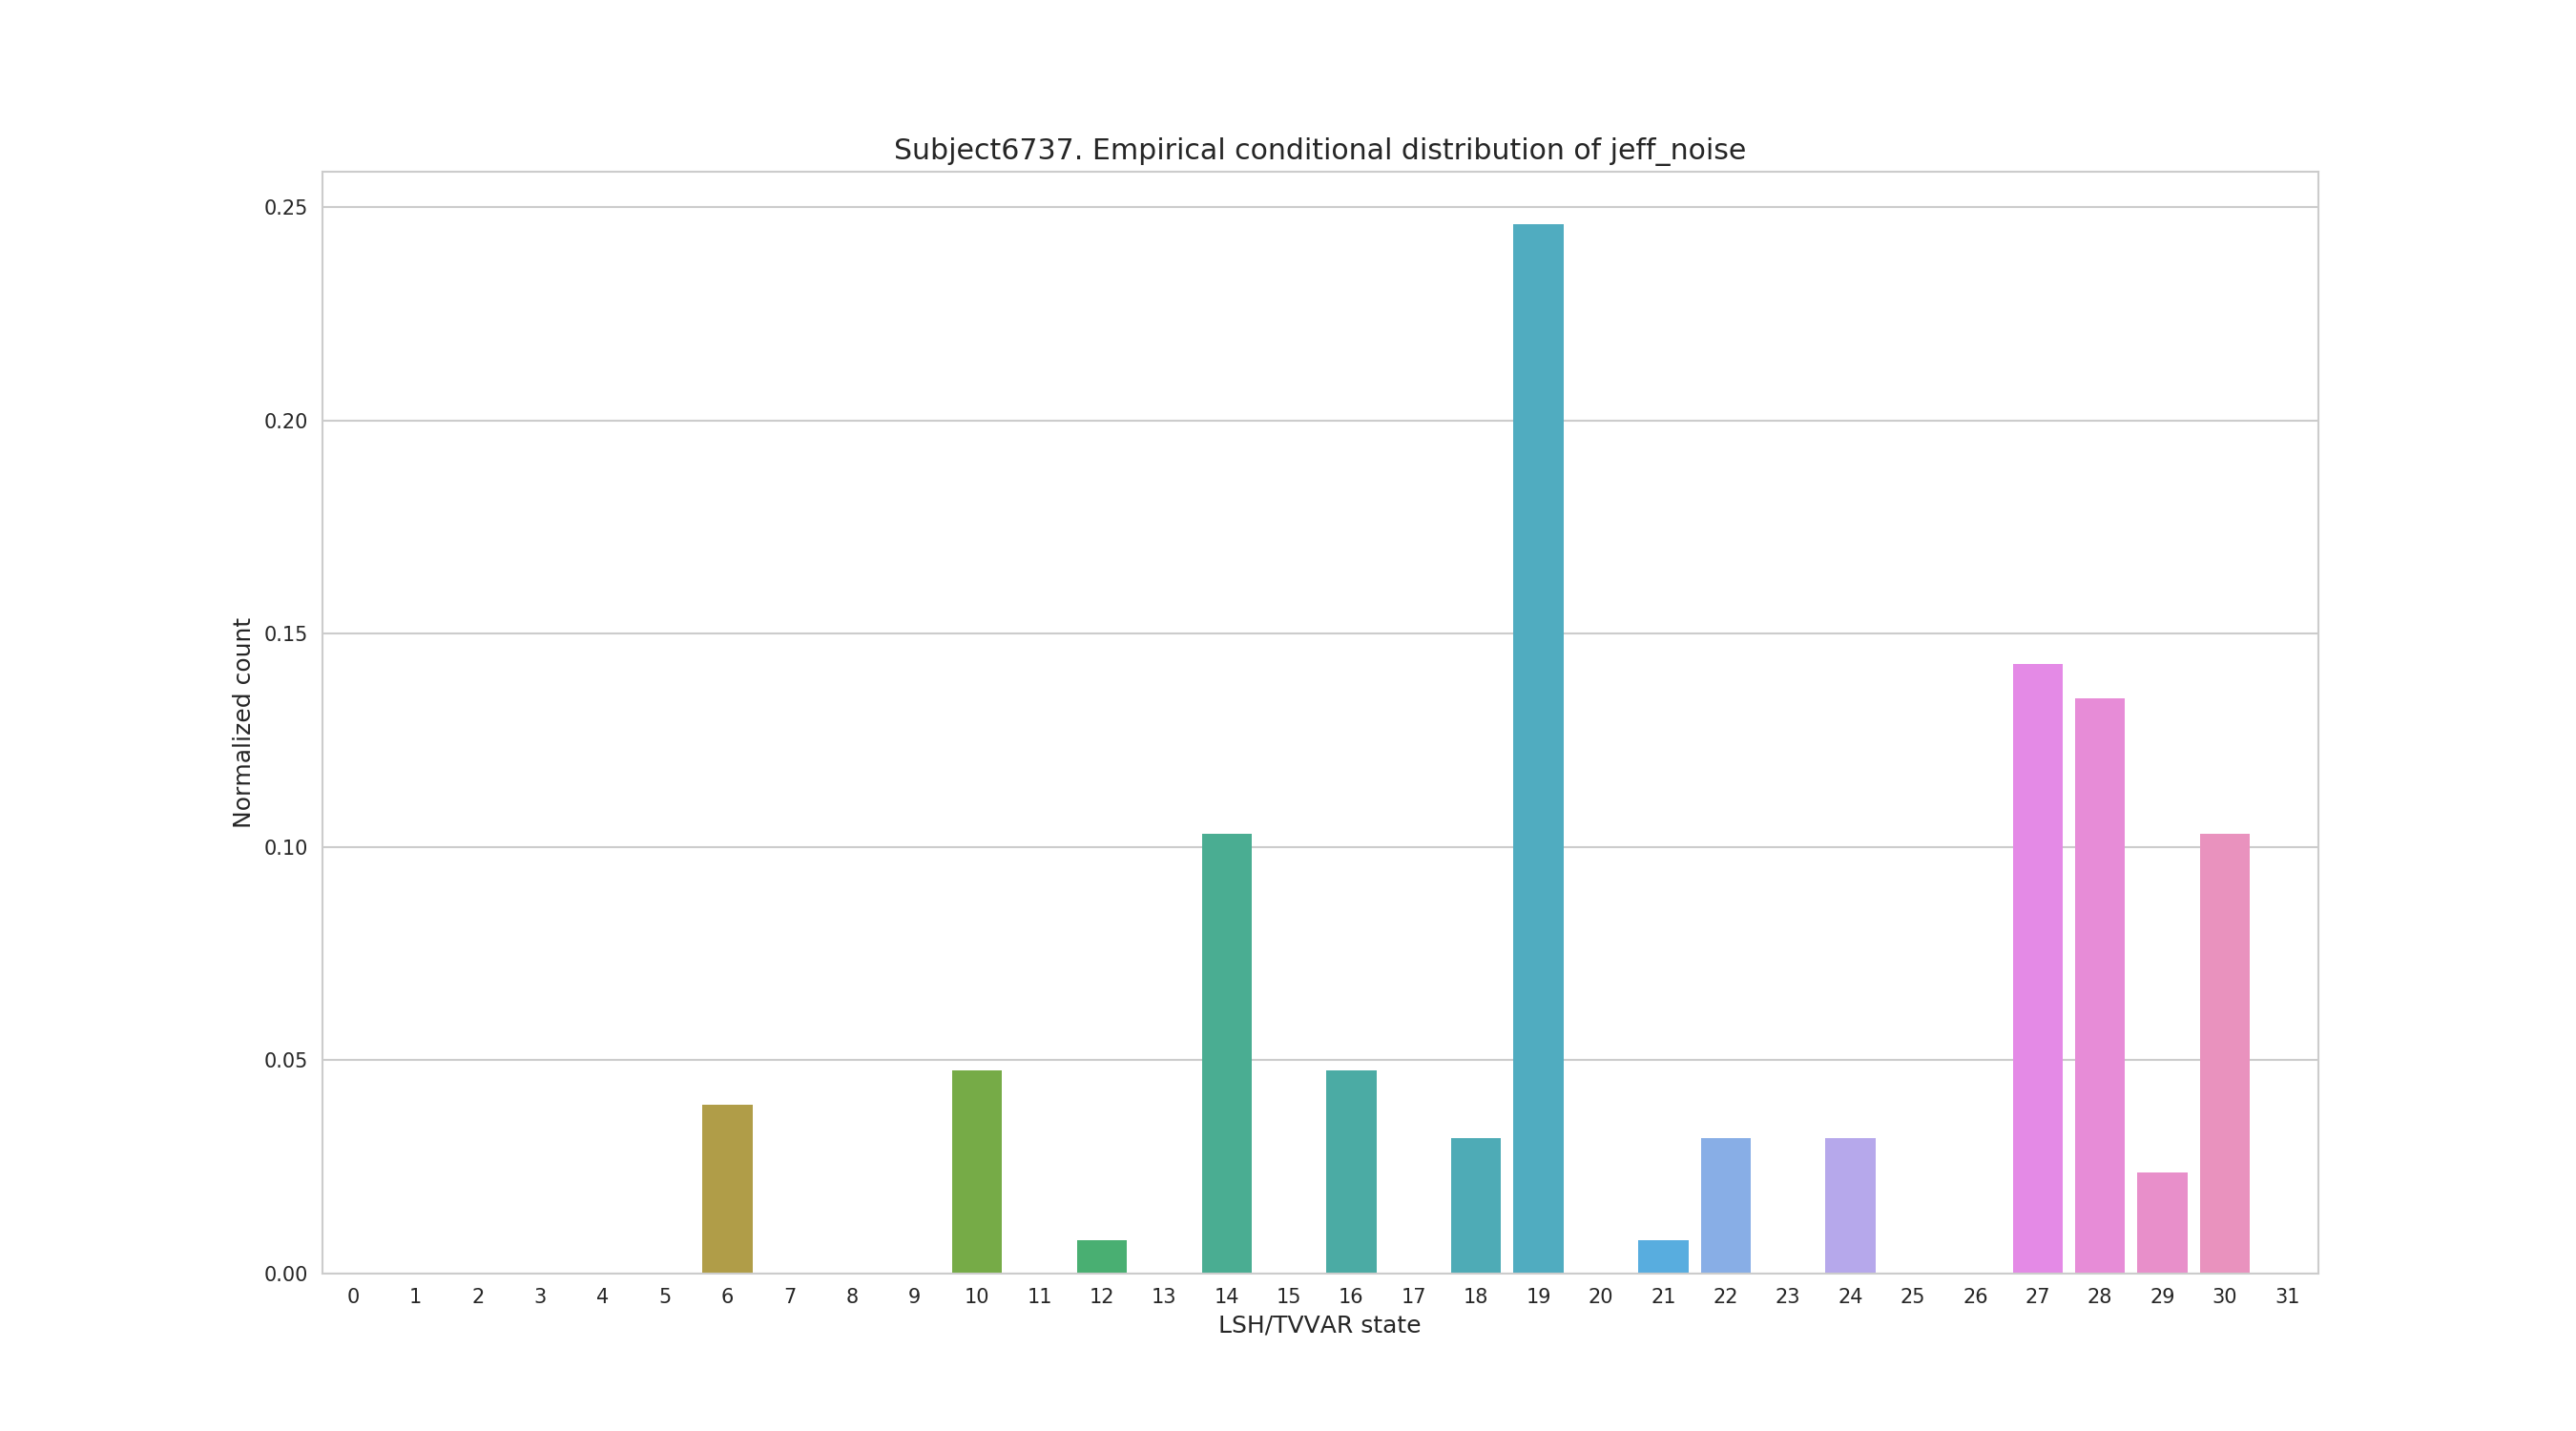 Subject6737. Empirical conditional distribution of jeff_noise
0.25
0.20
0.15
0.10
0.05
0.00
Normalized count
0 1 2 3 4 5 6 7 8 9 10 11 12 13 14 15 16 17 18 19 20 21 22 23 24 25 26 27 28 29 30 31
LSH/TVVAR state